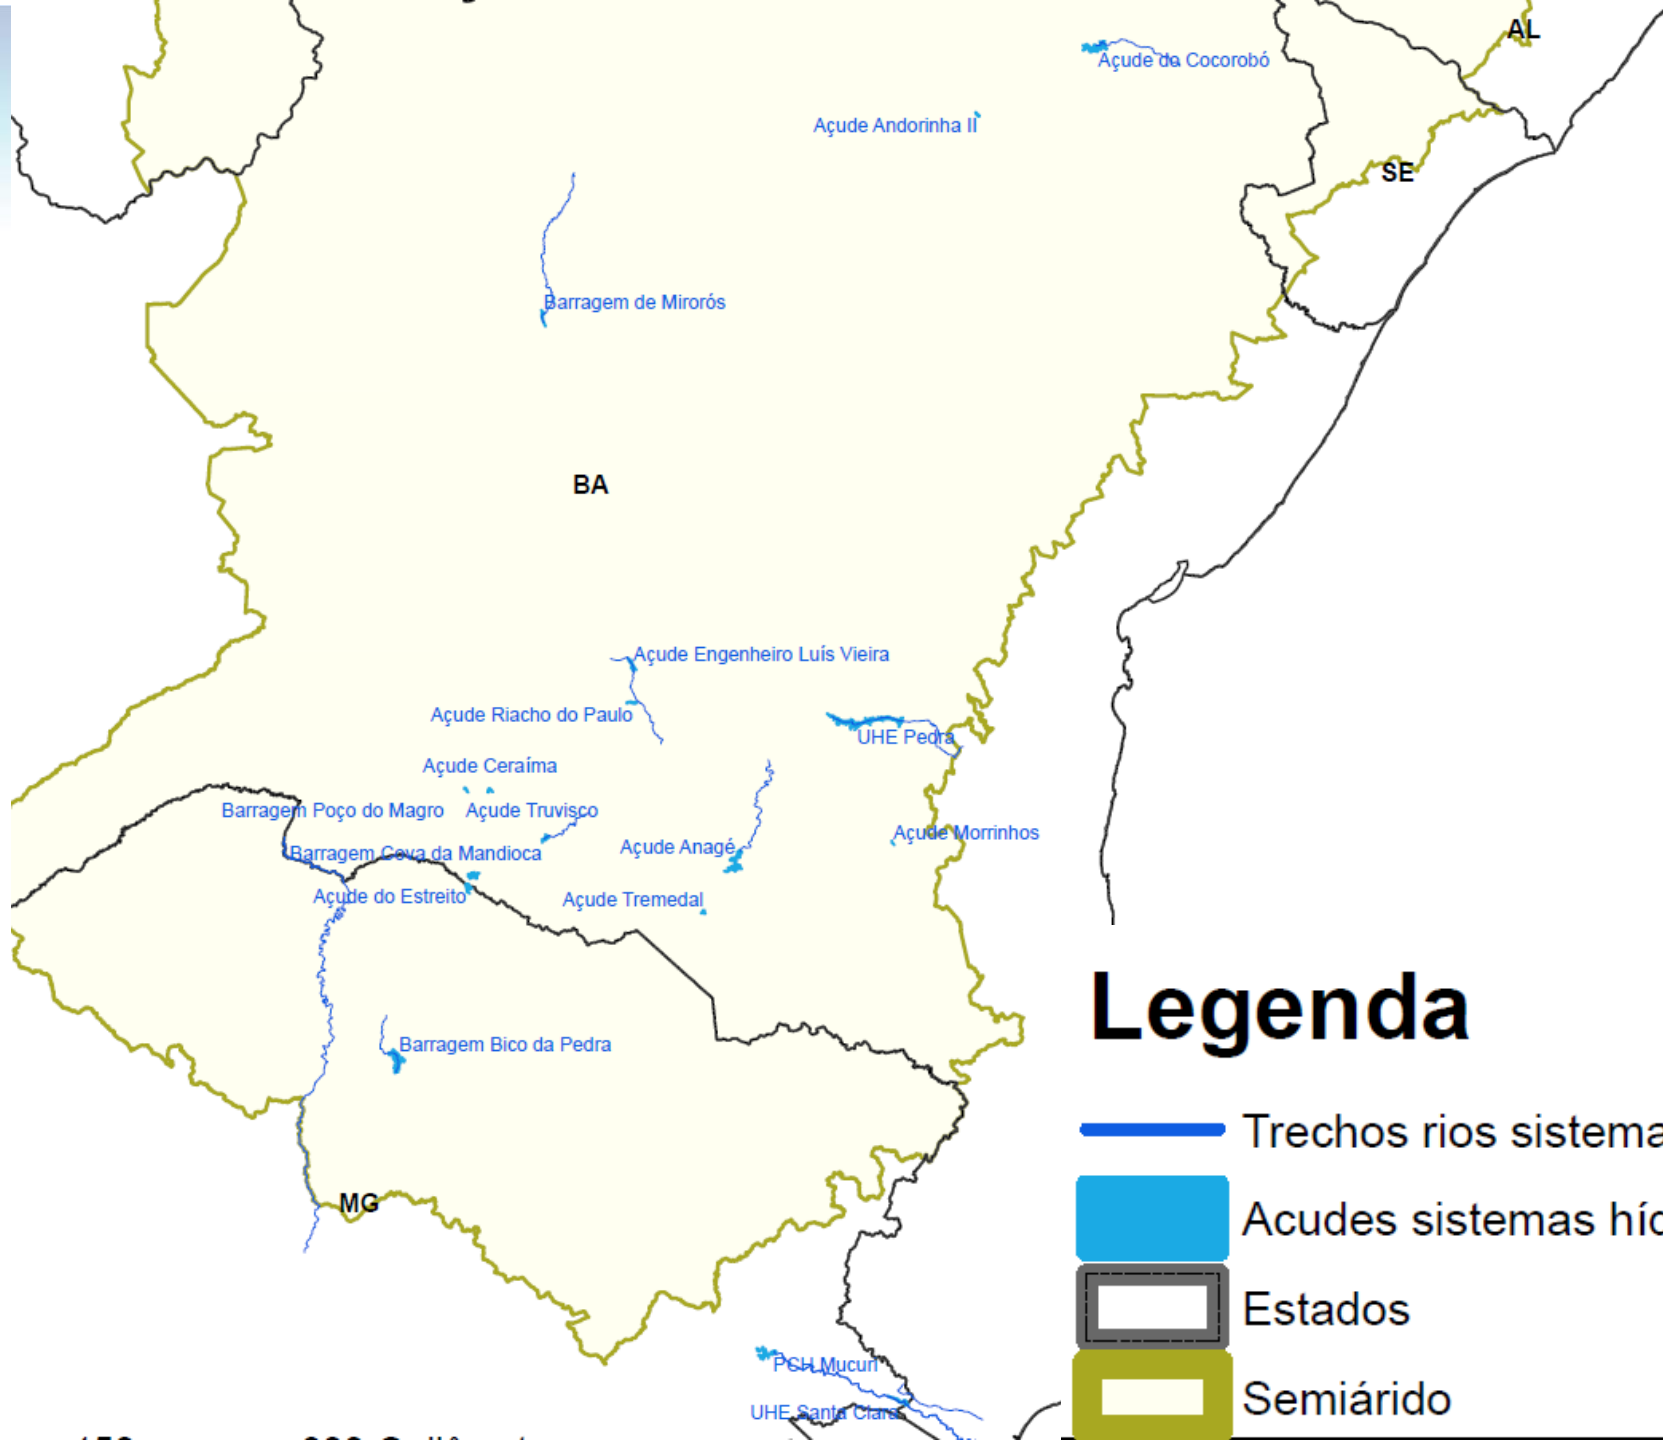 AL
Açude do Cocorobó
Açude Andorinha II
SE
Barragem de Mirorós
BA
Açude Engenheiro Luís Vieira
Açude Riacho do Paulo
UHE Pedra
Açude Ceraíma
Barragem Poço do Magro
Açude Truvisco
Açude Morrinhos
Açude Anagé
Barragem Cova da Mandioca
Açude do Estreito
Açude Tremedal
Barragem Bico da Pedra
MG
PCH Mucuri
UHE Santa Clara
Legenda
Trechos rios sistema
Acudes sistemas híd
Estados
Semiárido